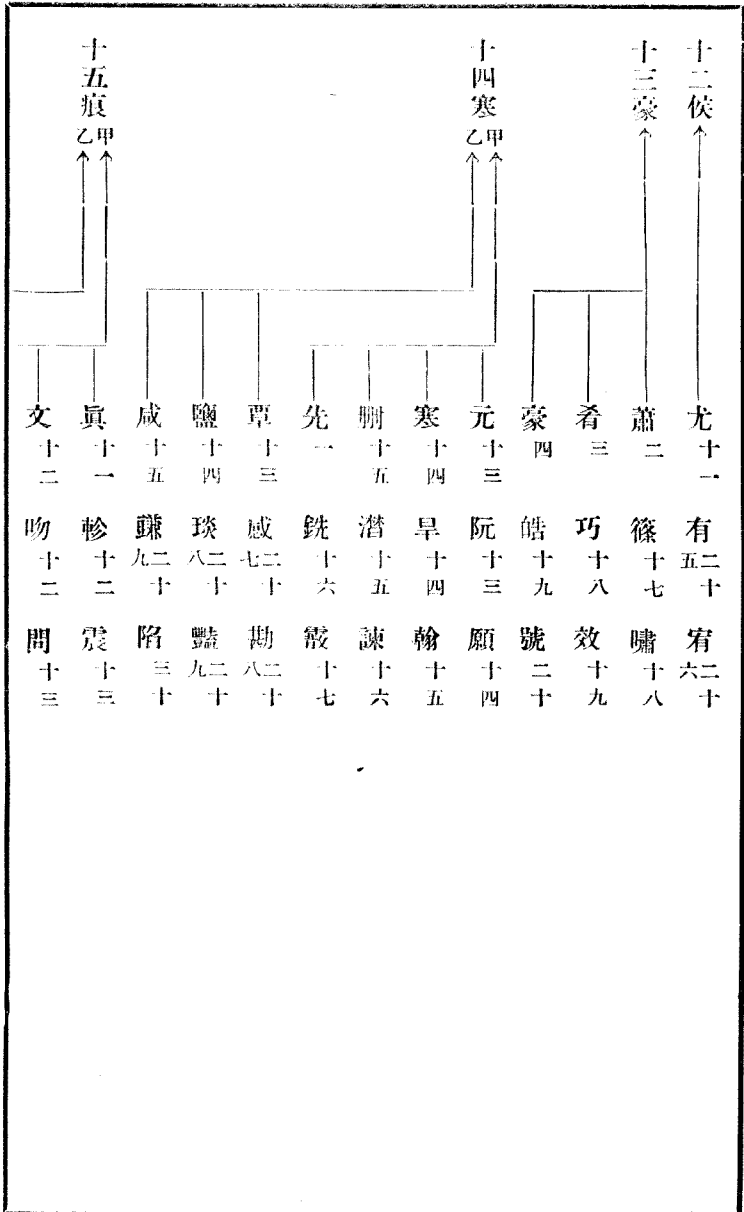 十二侯
十三豪
十四寒 甲乙
十五痕 甲乙
尤十一 有二十五 宥二十六
蕭二 篠十七 嘯十八
肴三 巧十八 效十九
豪四 皓十九 號二十
元十三 阮十三 願十四
寒十四 旱十四 翰十五
刪十五 潸十五 諫十六
先一 銑十六 霰十七
覃十三 感二十七 勘二十八
鹽十四 琰二十八 豔二十九
咸十五 豏二十九 陷三十
眞十一 軫十二 震十三
文十二 吻十二 問十三